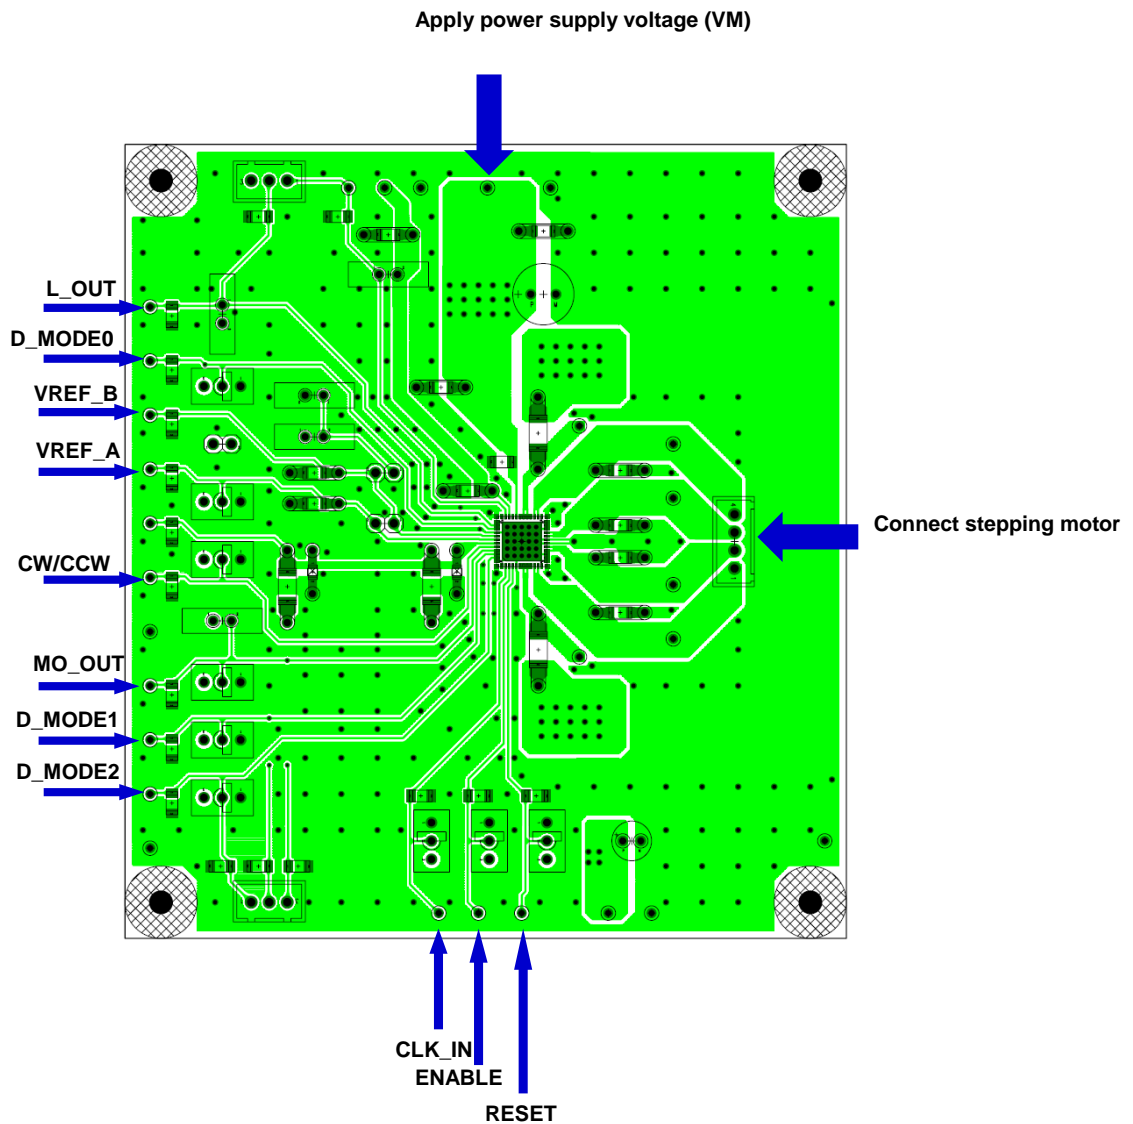 Apply power supply voltage (VM)
L_OUT
D_MODE0
VREF_B
VREF_A
Connect stepping motor
CW/CCW
MO_OUT
D_MODE1
D_MODE2
CLK_IN
ENABLE
RESET